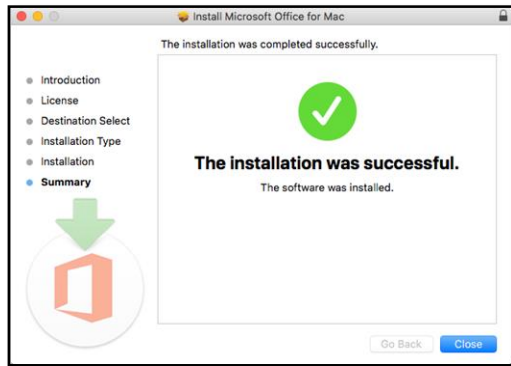 Install Microsoft Office for Mac
The installation was completed successfully.
Introduction
License
Destination Select
Installation Type
Installation
Summary
The installation was successful.
The software was installed.
Go Back
Close